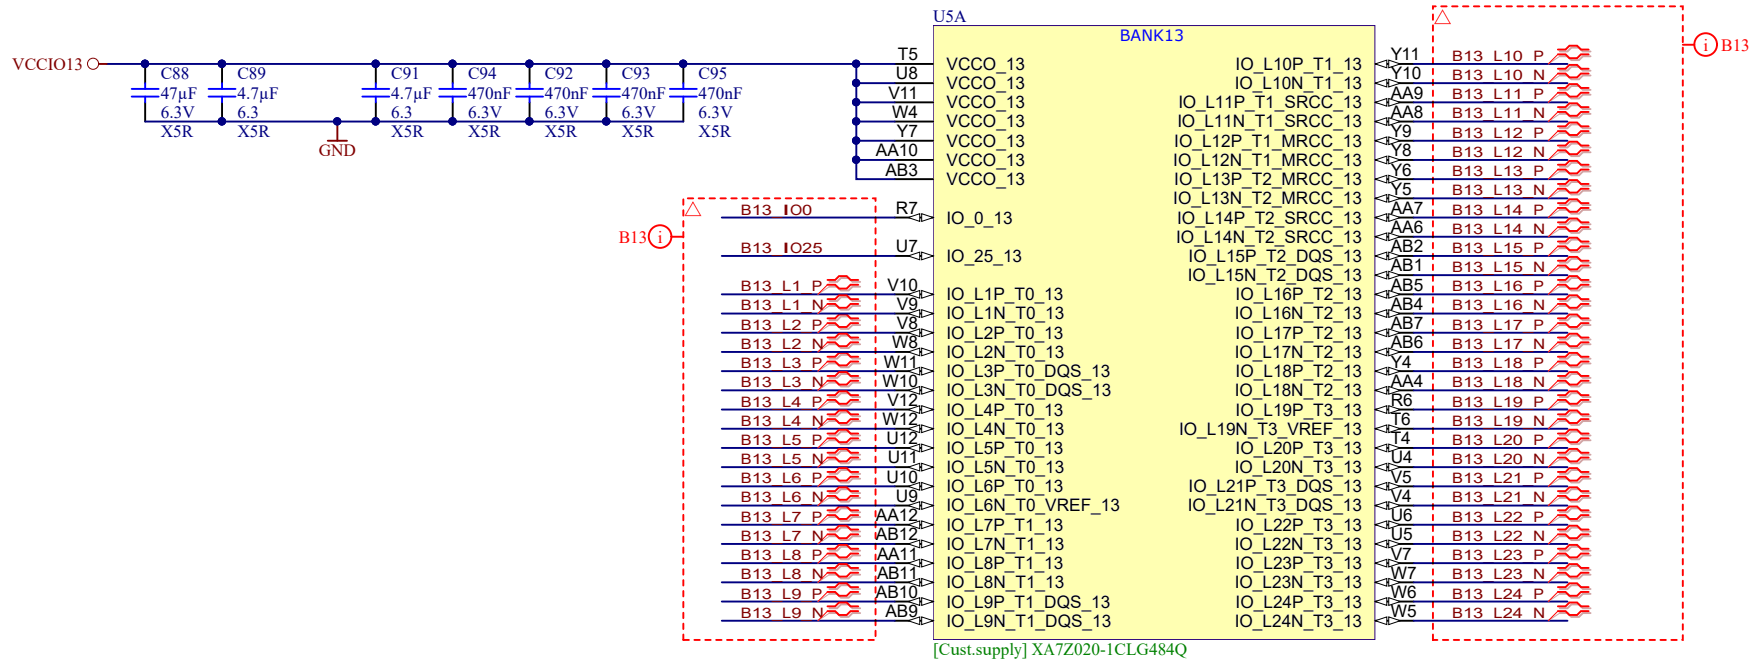 U5A
BANK13
VCCIO13
C88
47µF
6.3V
X5R
C89
4.7µF
6.3
X5R
C91
4.7µF
6.3
X5R
C94
470nF
6.3V
X5R
C92
470nF
6.3V
X5R
C93
470nF
6.3V
X5R
C95
470nF
6.3V
X5R
GND
T5 VCCO_13
U8 VCCO_13
V11 VCCO_13
W4 VCCO_13
Y7 VCCO_13
AA10 VCCO_13
AB3 VCCO_13
B13
B13_IO0 R7 IO_0_13
B13_IO25 U7 IO_25_13
B13_L1_P V10 IO_L1P_T0_13
B13_L1_N V9 IO_L1N_T0_13
B13_L2_P V8 IO_L2P_T0_13
B13_L2_N W8 IO_L2N_T0_13
B13_L3_P W11 IO_L3P_T0_DQS_13
B13_L3_N W10 IO_L3N_T0_DQS_13
B13_L4_P V12 IO_L4P_T0_13
B13_L4_N W12 IO_L4N_T0_13
B13_L5_P U12 IO_L5P_T0_13
B13_L5_N U11 IO_L5N_T0_13
B13_L6_P U10 IO_L6P_T0_13
B13_L6_N U9 IO_L6N_T0_VREF_13
B13_L7_P AA12 IO_L7P_T1_13
B13_L7_N AB12 IO_L7N_T1_13
B13_L8_P AA11 IO_L8P_T1_13
B13_L8_N AB11 IO_L8N_T1_13
B13_L9_P AB10 IO_L9P_T1_DQS_13
B13_L9_N AB9 IO_L9N_T1_DQS_13
IO_L10P_T1_13 Y11 B13_L10_P
IO_L10N_T1_13 Y10 B13_L10_N
IO_L11P_T1_SRCC_13 AA9 B13_L11_P
IO_L11N_T1_SRCC_13 AA8 B13_L11_N
IO_L12P_T1_MRCC_13 Y9 B13_L12_P
IO_L12N_T1_MRCC_13 Y8 B13_L12_N
IO_L13P_T2_MRCC_13 Y6 B13_L13_P
IO_L13N_T2_MRCC_13 Y5 B13_L13_N
IO_L14P_T2_SRCC_13 AA7 B13_L14_P
IO_L14N_T2_SRCC_13 AA6 B13_L14_N
IO_L15P_T2_DQS_13 AB2 B13_L15_P
IO_L15N_T2_DQS_13 AB1 B13_L15_N
IO_L16P_T2_13 AB5 B13_L16_P
IO_L16N_T2_13 AB4 B13_L16_N
IO_L17P_T2_13 AB7 B13_L17_P
IO_L17N_T2_13 AB6 B13_L17_N
IO_L18P_T2_13 Y4 B13_L18_P
IO_L18N_T2_13 AA4 B13_L18_N
IO_L19P_T3_13 R6 B13_L19_P
IO_L19N_T3_VREF_13 T6 B13_L19_N
IO_L20P_T3_13 T4 B13_L20_P
IO_L20N_T3_13 U4 B13_L20_N
IO_L21P_T3_DQS_13 V5 B13_L21_P
IO_L21N_T3_DQS_13 V4 B13_L21_N
IO_L22P_T3_13 U6 B13_L22_P
IO_L22N_T3_13 U5 B13_L22_N
IO_L23P_T3_13 V7 B13_L23_P
IO_L23N_T3_13 W7 B13_L23_N
IO_L24P_T3_13 W6 B13_L24_P
IO_L24N_T3_13 W5 B13_L24_N
i B13
i
[Cust.supply] XA7Z020-1CLG484Q